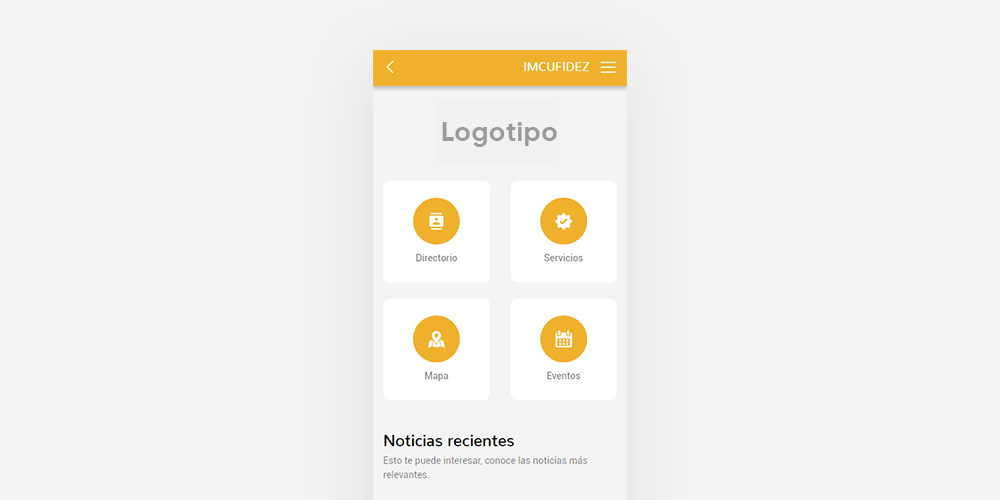 IMCUFIDEZ
Logotipo
Directorio
Servicios
Mapa
Eventos
Noticias recientes
Esto te puede interesar, conoce las noticias más
relevantes.